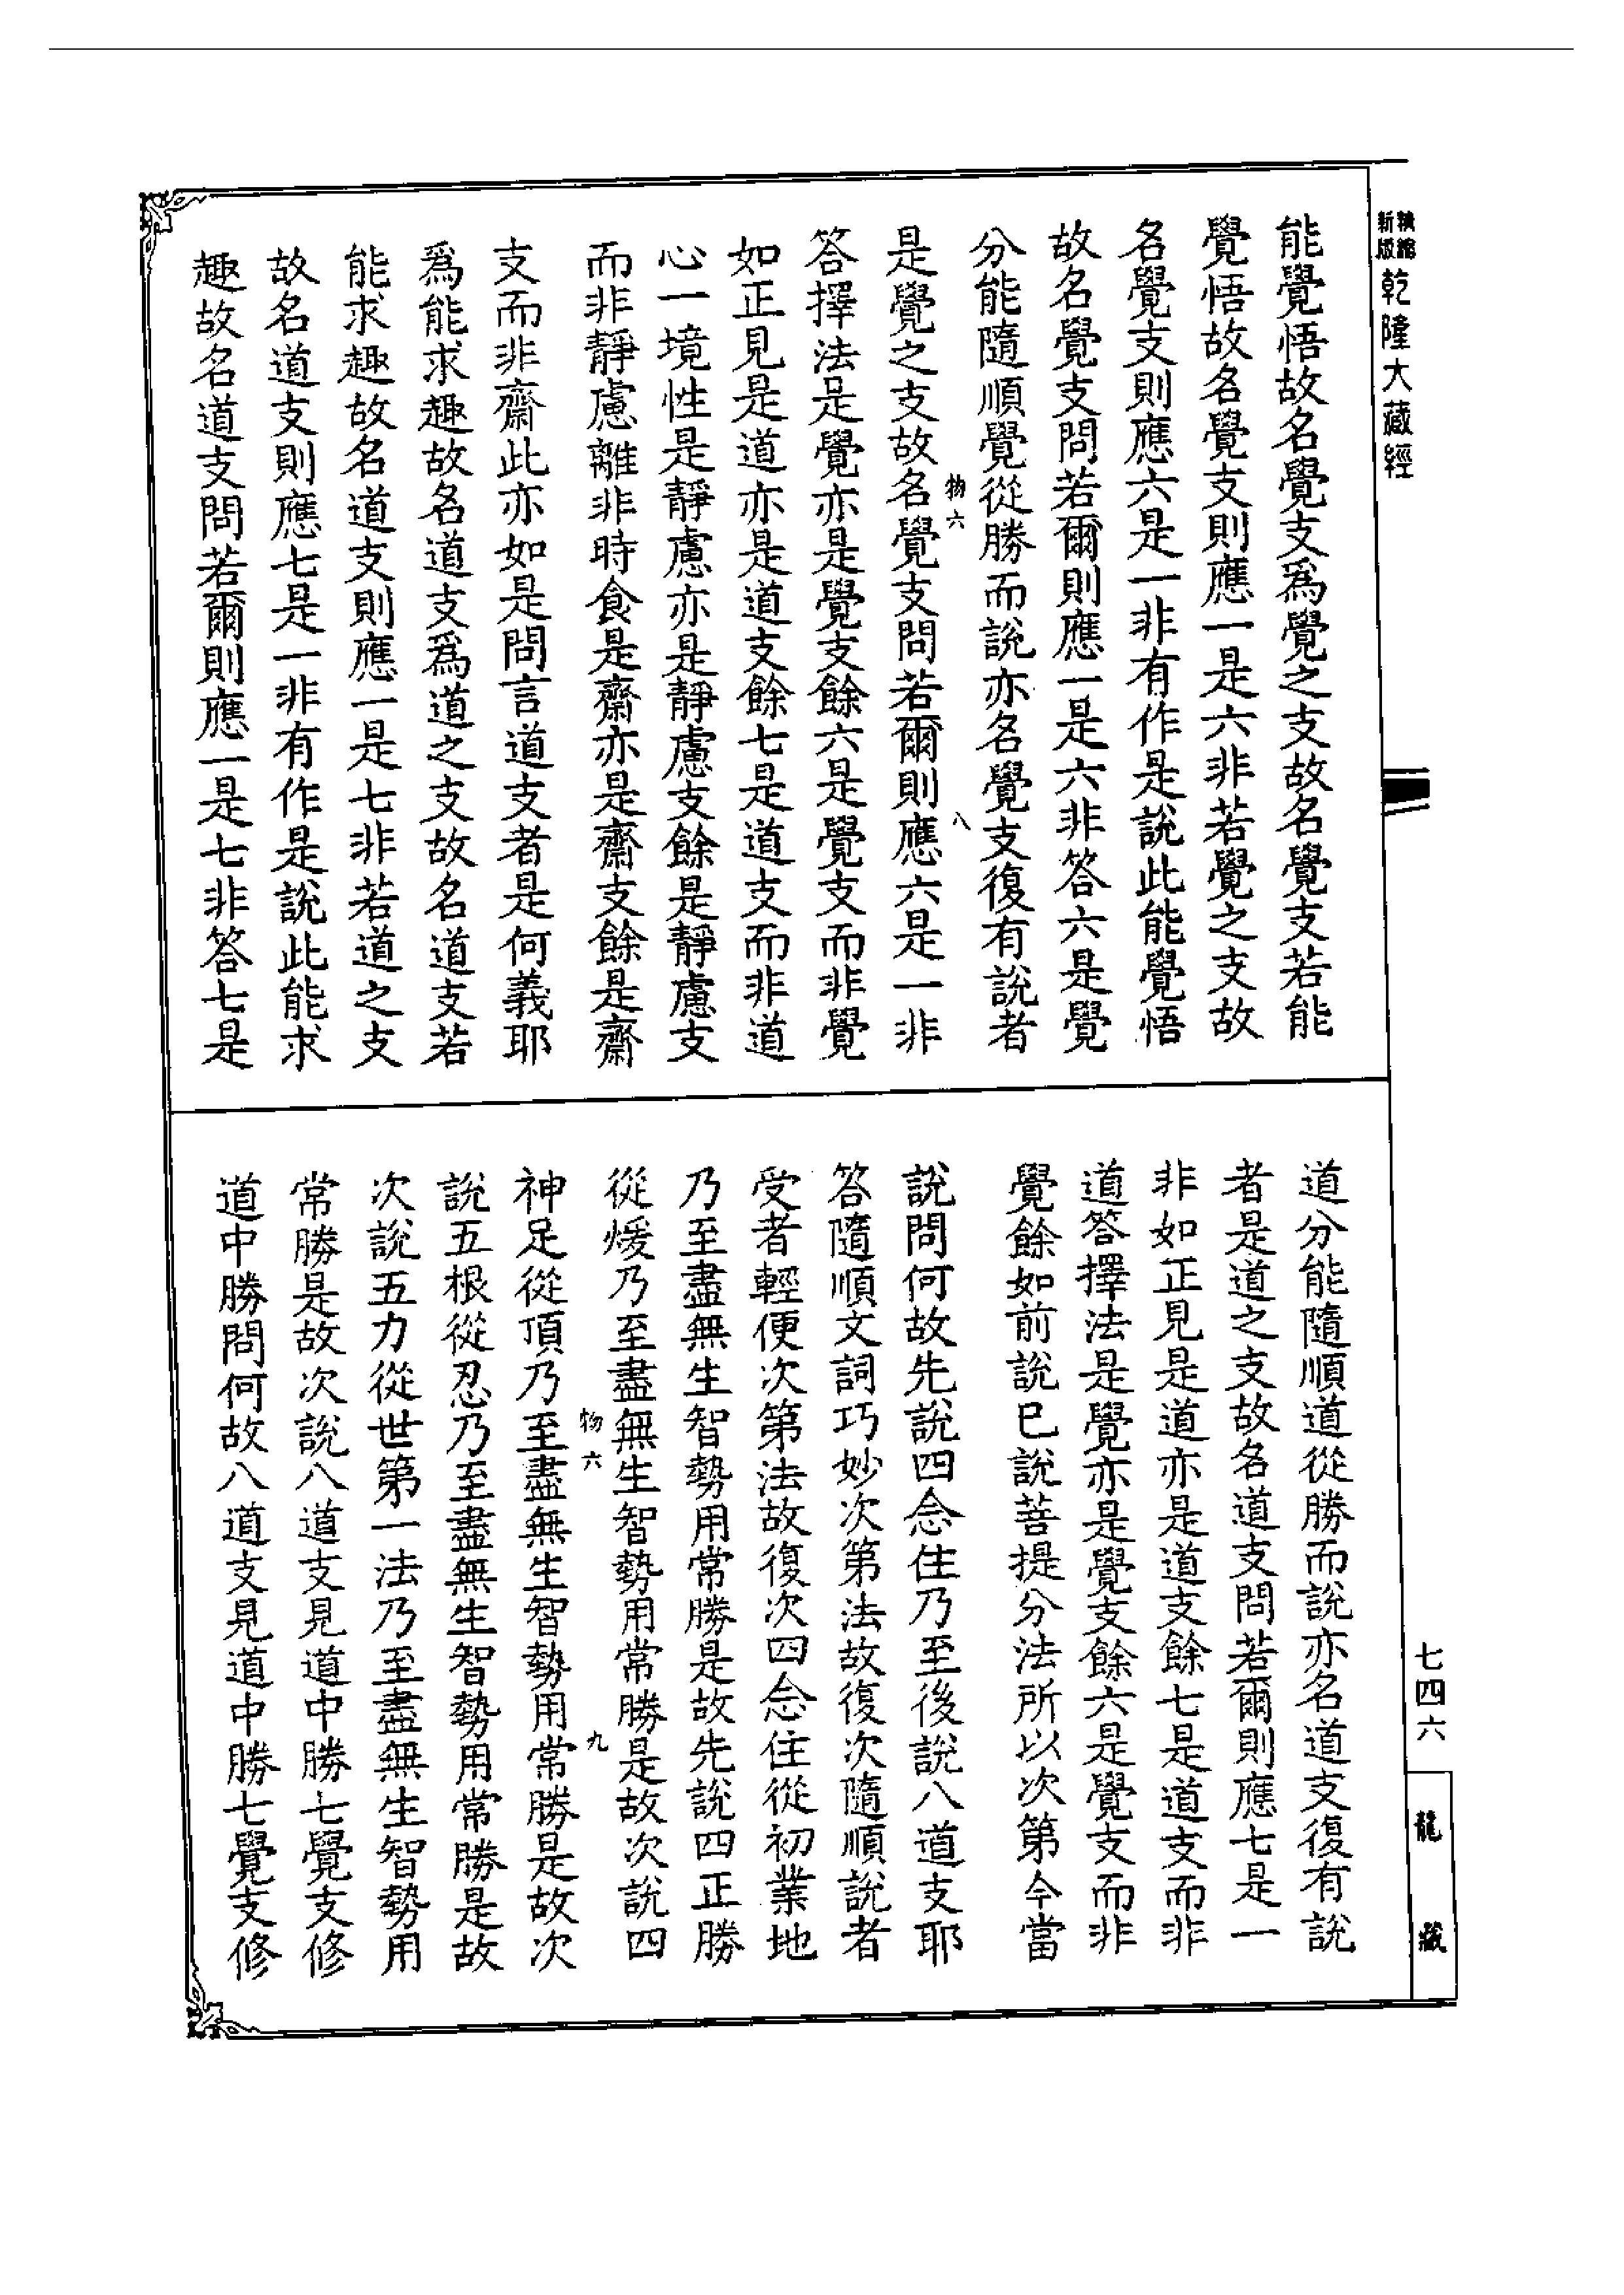 精縮新版乾隆大藏經
能覺悟故名覺支為覺之支故名覺支若能
覺悟故名覺支則應一是六非若覺之支故
名覺支則應六是一非有作是說此能覺悟
故名覺支問若爾則應一是六非答六是覺
分能隨順覺從勝而說亦名覺支復有說者
物六
八
是覺之支故名覺支問若爾則應六是一非
答擇法是覺亦是覺支餘六是覺支而非覺
如正見是道亦是道支餘七是道支而非道
心一境性是靜慮亦是靜慮支餘是靜慮支
而非靜慮離非時食是齋亦是齋支餘是齋
支而非齋此亦如是問言道支者是何義耶
為能求趣故名道支為道之支故名道支若
能求趣故名道支則應一是七非若道之支
故名道支則應七是一非有作是說此能求
趣故名道支問若爾則應一是七非答七是
道分能隨順道從勝而說亦名道支復有說
者是道之支故名道支問若爾則應七是一
非如正見是道亦是道支餘七是道支而非
道答擇法是覺亦是覺支餘六是覺支而非
覺餘如前說已說菩提分法所以次第今當
說問何故先說四念住乃至後說八道支耶
答隨順文詞巧妙次第法故復次隨順說者
受者輕便次第法故復次四念住從初業地
乃至盡無生智勢用常勝是故先說四正勝
從煖乃至盡無生智勢用常勝是故次說四
物六
九
神足從頂乃至盡無生智勢用常勝是故次
說五根從忍乃至盡無生智勢用常勝是故
次說五力從世第一法乃至盡無生智勢用
常勝是故次說八道支見道中勝七覺支修
道中勝問何故八道支見道中勝七覺支修
七四六
龍藏